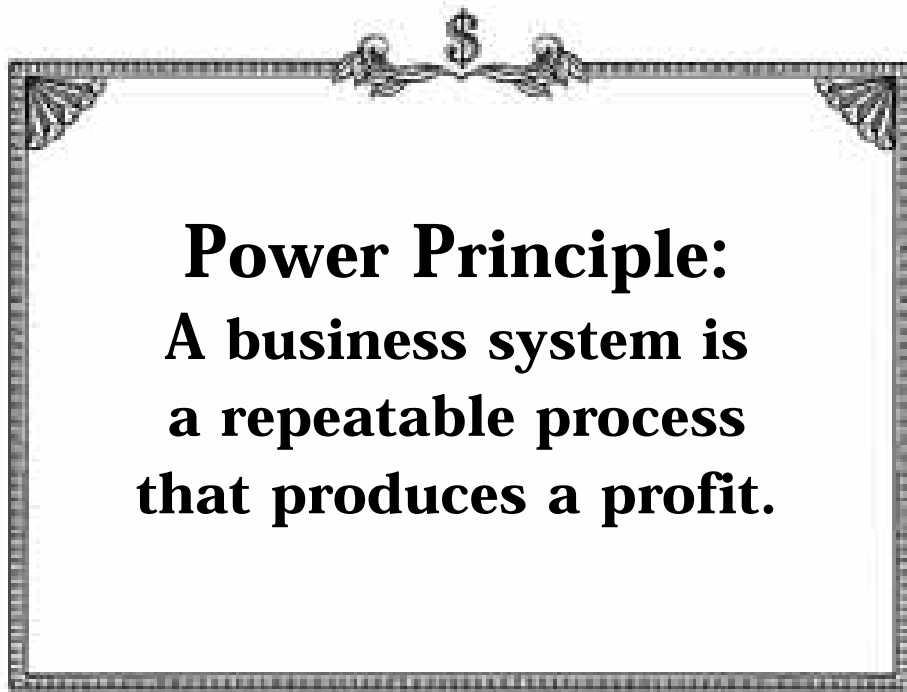 $
Power Principle:
A business system is
a repeatable process
that produces a profit.